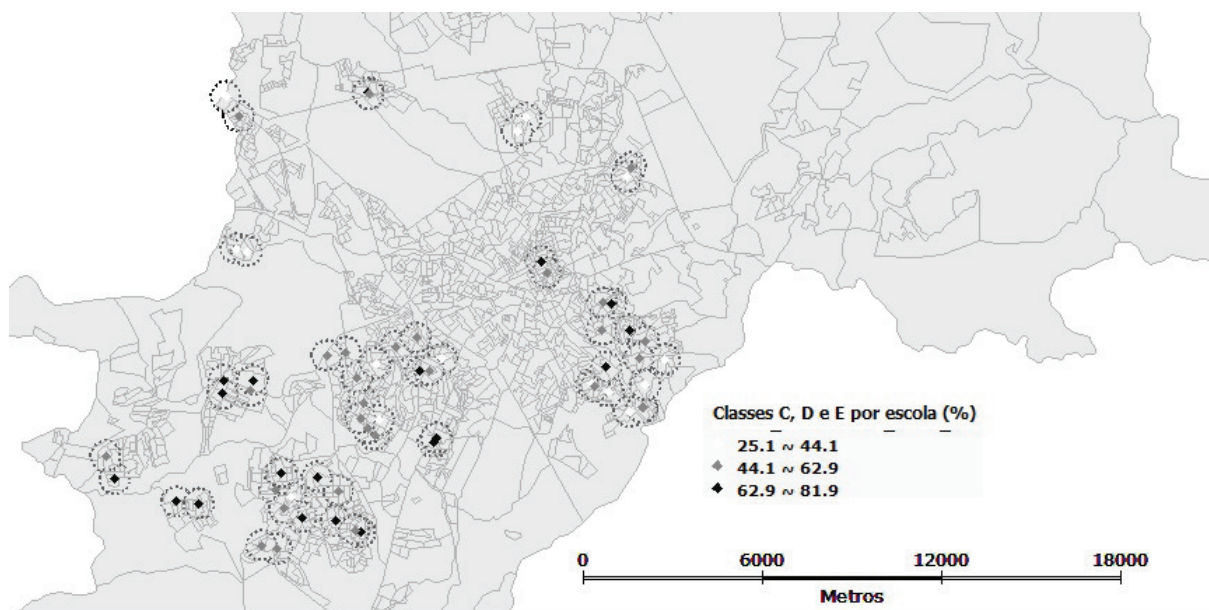 Classes C, D e E por escola (%)
25.1 ~ 44.1
44.1 ~ 62.9
62.9 ~ 81.9
0 6000 12000 18000
Metros